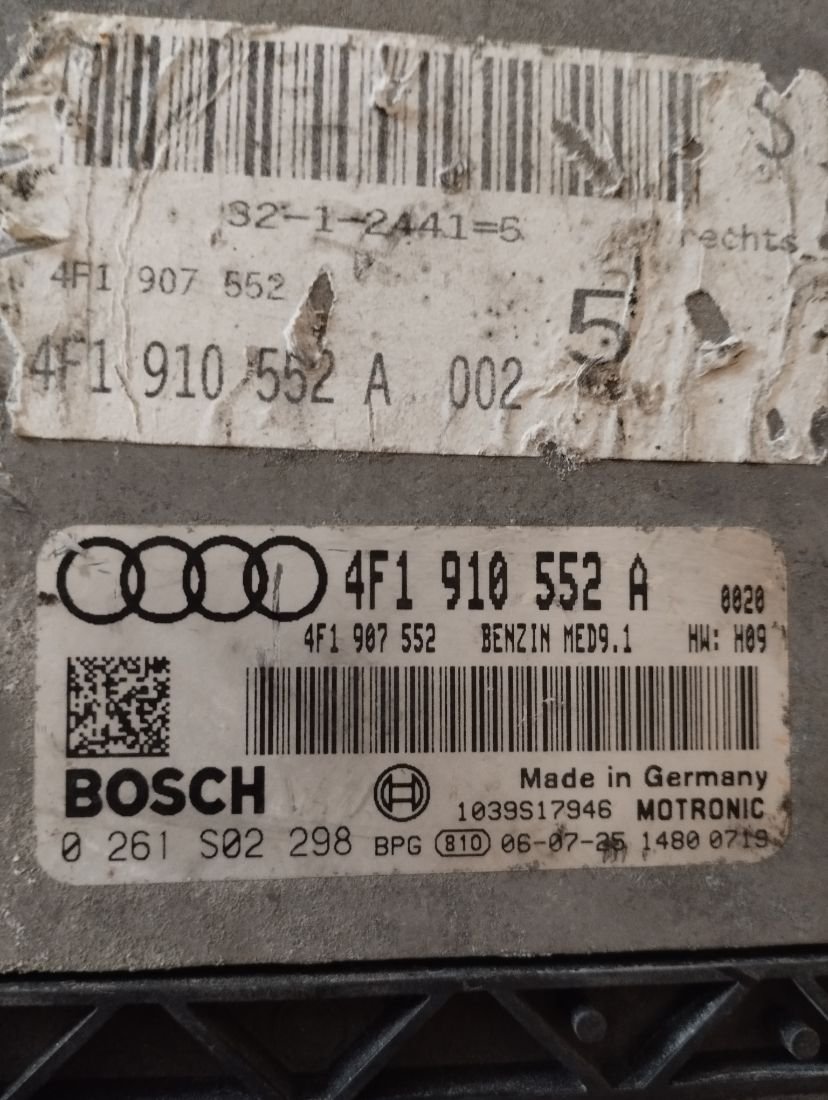 S
32-1-2441=5
rechts
4F1 907 552
5
4F1 910 552 A 002
4F1 910 552 A 0020
4F1 907 552 BENZIN MED9.1 HW: H09
BOSCH
Made in Germany
1039S17946 MOTRONIC
0 261 S02 298 BPG 810 06-07-25 1480 0719